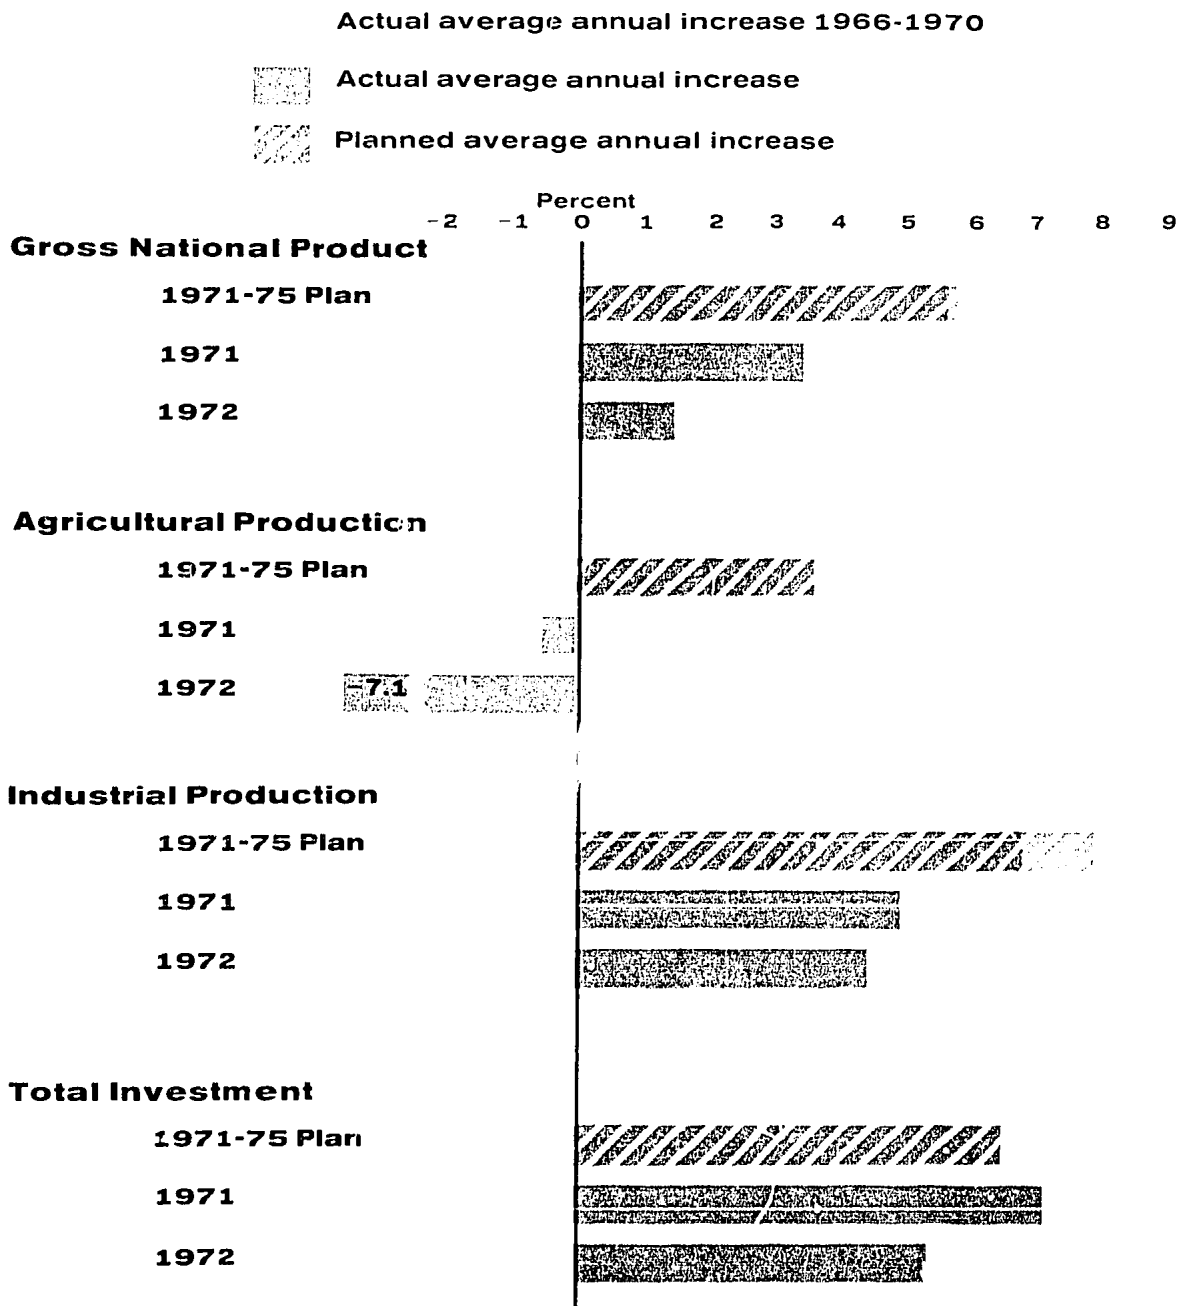 Actual average annual increase 1966-1970
Actual average annual increase
Planned average annual increase
Percent
-2 -1 0 1 2 3 4 5 6 7 8 9
Gross National Product
1971-75 Plan
1971
1972
Agricultural Production
1971-75 Plan
1971
1972 -7.1
Industrial Production
1971-75 Plan
1971
1972
Total Investment
1971-75 Plan
1971
1972